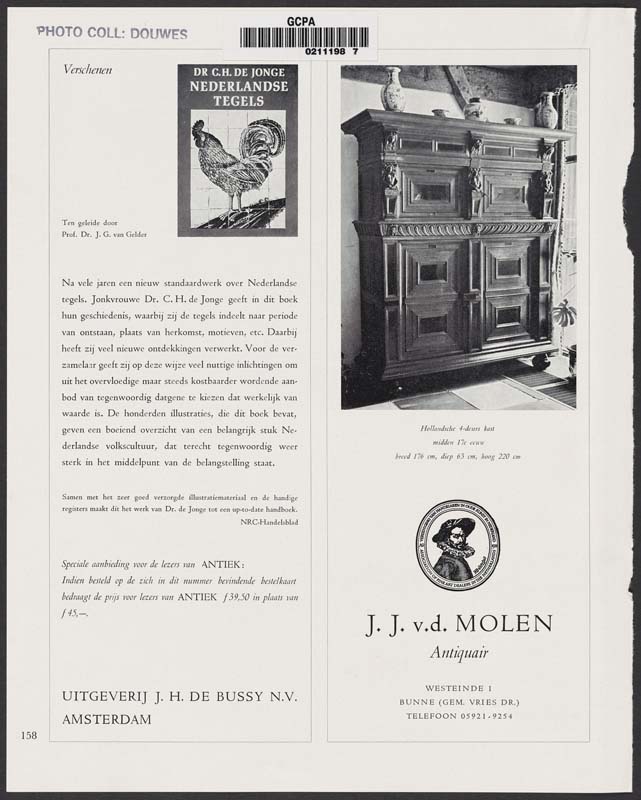 PHOTO COLL: DOUWES
GCPA
0211198 7
Verschenen
DR C.H. DE JONGE
NEDERLANDSE
TEGELS
Ten geleide door
Prof. Dr. J. G. van Gelder
Na vele jaren een nieuw standaardwerk over Nederlandse
tegels. Jonkvrouwe Dr. C. H. de Jonge geeft in dit boek
hun geschiedenis, waarbij zij de tegels indeelt naar periode
van ontstaan, plaats van herkomst, motieven, etc. Daarbij
heeft zij veel nieuwe ontdekkingen verwerkt. Voor de ver-
zamelaar geeft zij op deze wijze veel nuttige inlichtingen om
uit het overvloedige maar steeds kostbaarder wordende aan-
bod van tegenwoordig datgene te kiezen dat werkelijk van
waarde is. De honderden illustraties, die dit boek bevat,
geven een boeiend overzicht van een belangrijk stuk Ne-
derlandse volkscultuur, dat terecht tegenwoordig weer
sterk in het middelpunt van de belangstelling staat.
Samen met het zeer goed verzorgde illustratiemateriaal en de handige
registers maakt dit het werk van Dr. de Jonge tot een up-to-date handboek.
NRC-Handelsblad
Speciale aanbieding voor de lezers van ANTIEK:
Indien besteld op de zich in dit nummer bevindende bestelkaart
bedraagt de prijs voor lezers van ANTIEK ƒ 39,50 in plaats van
ƒ 45,—.
UITGEVERIJ J. H. DE BUSSY N.V.
AMSTERDAM
158
Hollandsche 4-deurs kast
midden 17e eeuw
breed 176 cm, diep 63 cm, hoog 220 cm
J. J. v.d. MOLEN
Antiquair
WESTEINDE 1
BUNNE (GEM. VRIES DR.)
TELEFOON 05921-9254